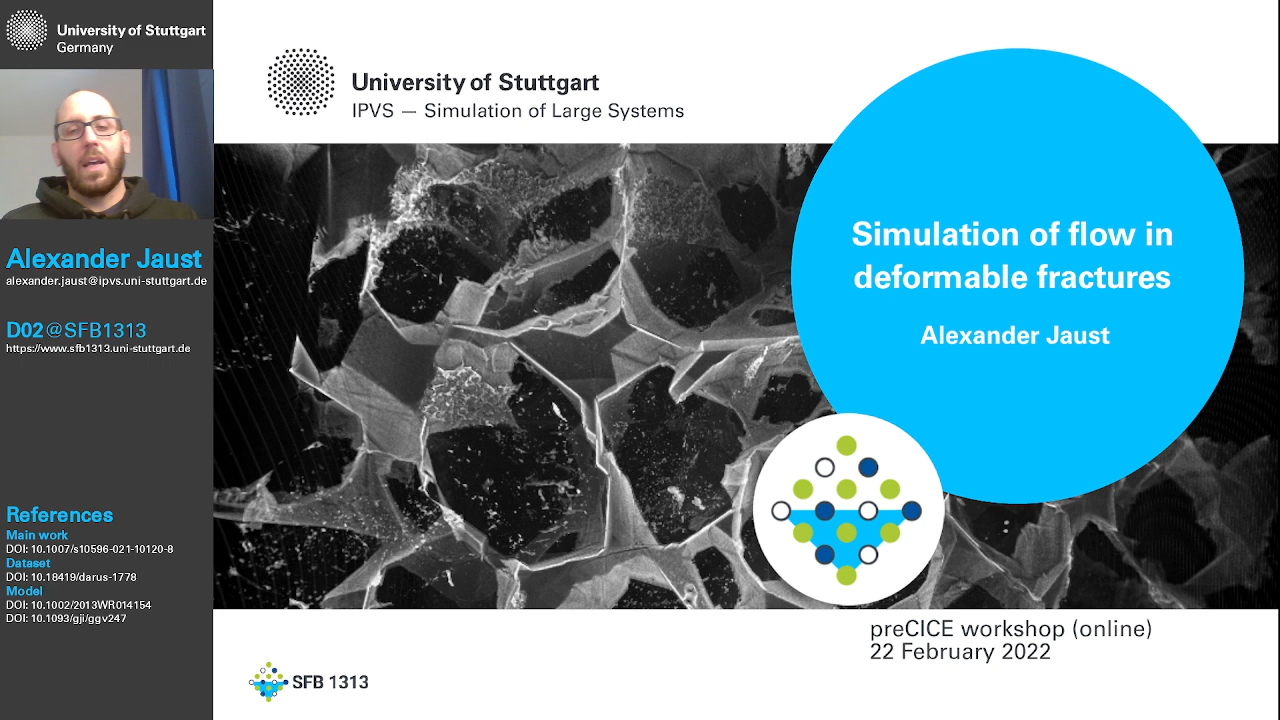 University of Stuttgart
Germany
Alexander Jaust
alexander.jaust@ipvs.uni-stuttgart.de
D02@SFB1313
https://www.sfb1313.uni-stuttgart.de
References
Main work
DOI: 10.1007/s10596-021-10120-8
Dataset
DOI: 10.18419/darus-1778
Model
DOI: 10.1002/2013WR014154
DOI: 10.1093/gji/ggv247
University of Stuttgart
IPVS — Simulation of Large Systems
Simulation of flow in
deformable fractures
Alexander Jaust
preCICE workshop (online)
22 February 2022
SFB 1313